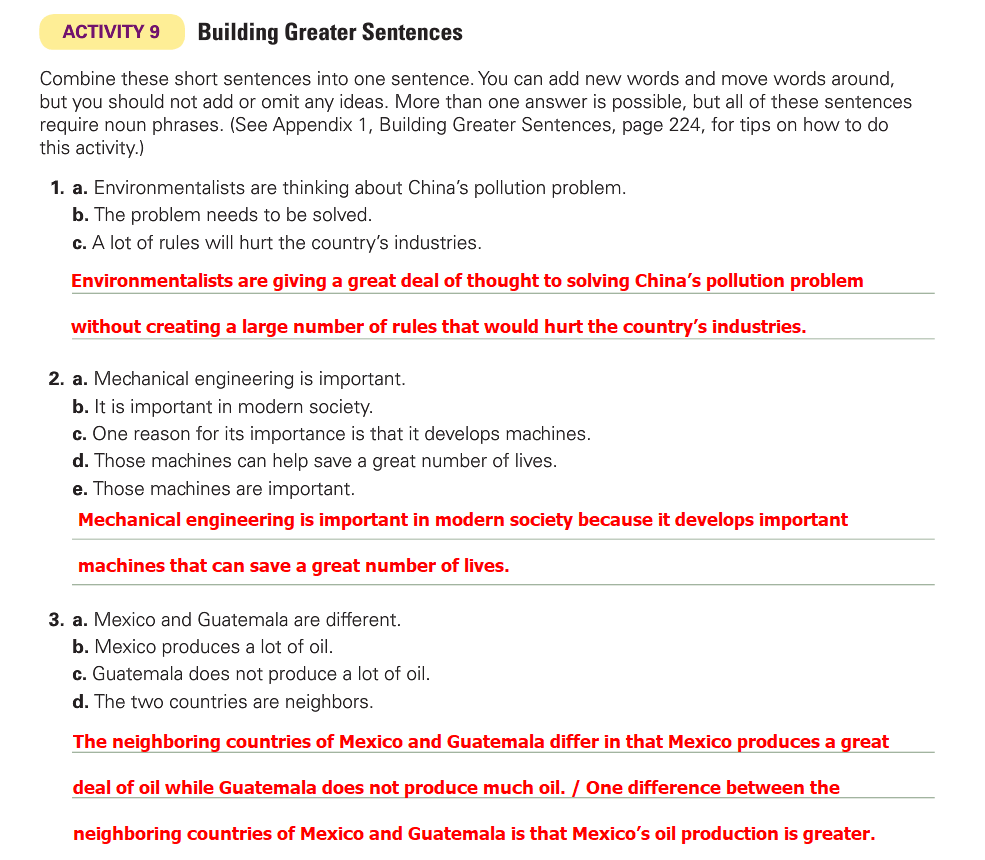 ACTIVITY 9 Building Greater Sentences
Combine these short sentences into one sentence. You can add new words and move words around,
but you should not add or omit any ideas. More than one answer is possible, but all of these sentences
require noun phrases. (See Appendix 1, Building Greater Sentences, page 224, for tips on how to do
this activity.)
1. a. Environmentalists are thinking about China’s pollution problem.
b. The problem needs to be solved.
c. A lot of rules will hurt the country’s industries.
Environmentalists are giving a great deal of thought to solving China’s pollution problem
without creating a large number of rules that would hurt the country’s industries.
2. a. Mechanical engineering is important.
b. It is important in modern society.
c. One reason for its importance is that it develops machines.
d. Those machines can help save a great number of lives.
e. Those machines are important.
Mechanical engineering is important in modern society because it develops important
machines that can save a great number of lives.
3. a. Mexico and Guatemala are different.
b. Mexico produces a lot of oil.
c. Guatemala does not produce a lot of oil.
d. The two countries are neighbors.
The neighboring countries of Mexico and Guatemala differ in that Mexico produces a great
deal of oil while Guatemala does not produce much oil. / One difference between the
neighboring countries of Mexico and Guatemala is that Mexico’s oil production is greater.